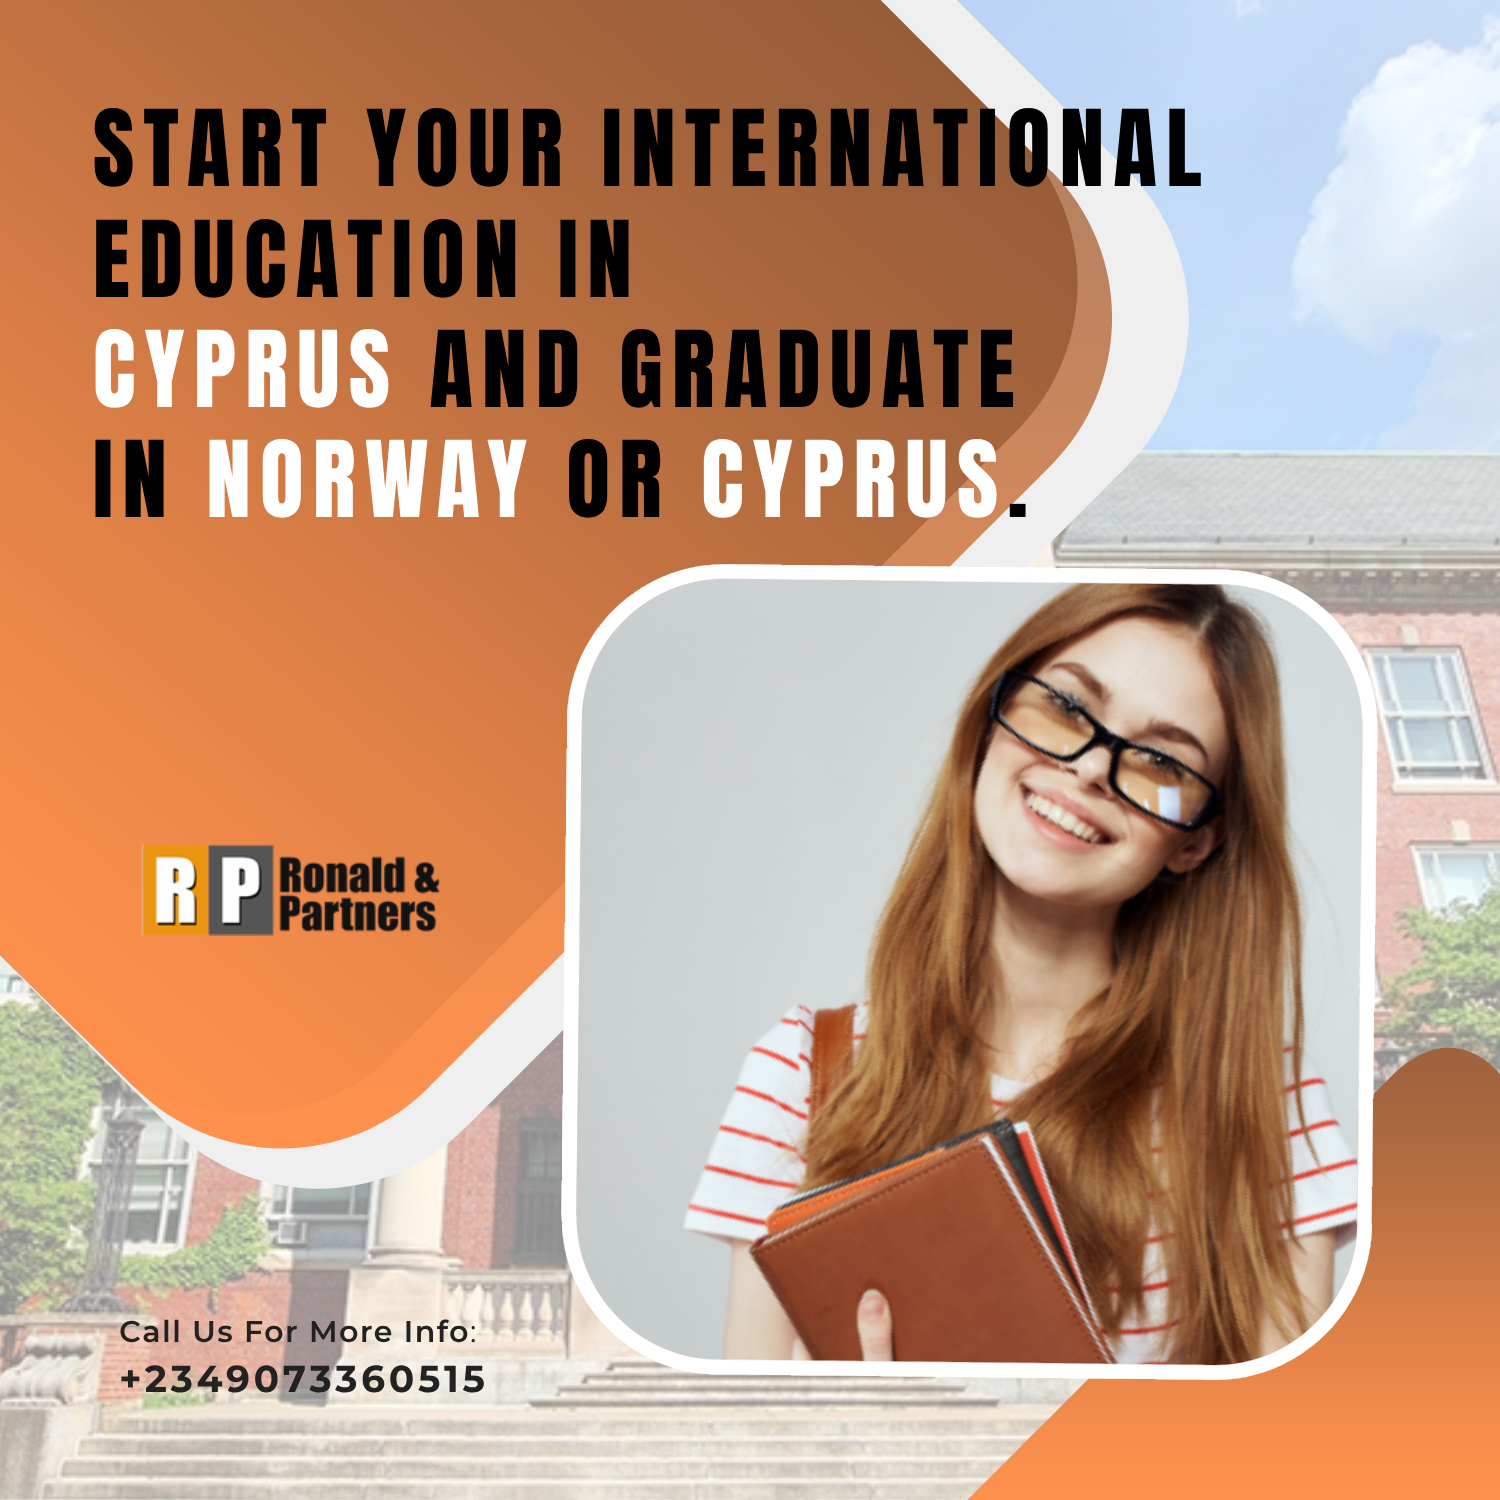 START YOUR INTERNATIONAL
EDUCATION IN
CYPRUS AND GRADUATE
IN NORWAY OR CYPRUS.
RP Ronald &
Partners
Call Us For More Info:
+2349073360515